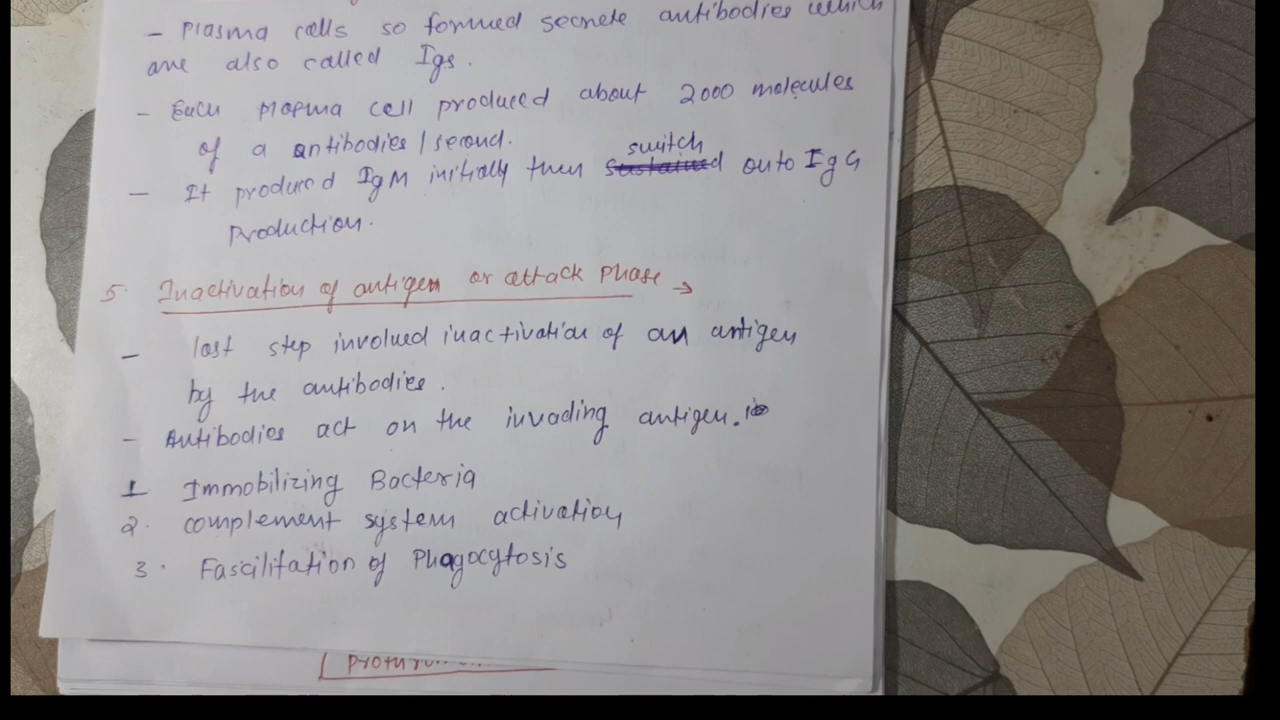 - Plasma cells so formed secrete antibodies which
are also called Igs.
- Each plasma cell produced about 2000 molecules
of a antibodies / second.
switch
- It produced IgM initially then sustained onto IgG
Production.
5. Inactivation of antigen or attack phase →
- last step involued inactivation of an antigen
by the antibodies.
- Antibodies act on the invading antigen.
1 Immobilizing Bacteria
2. complement system activation
3. Fascilitation of Phagocytosis